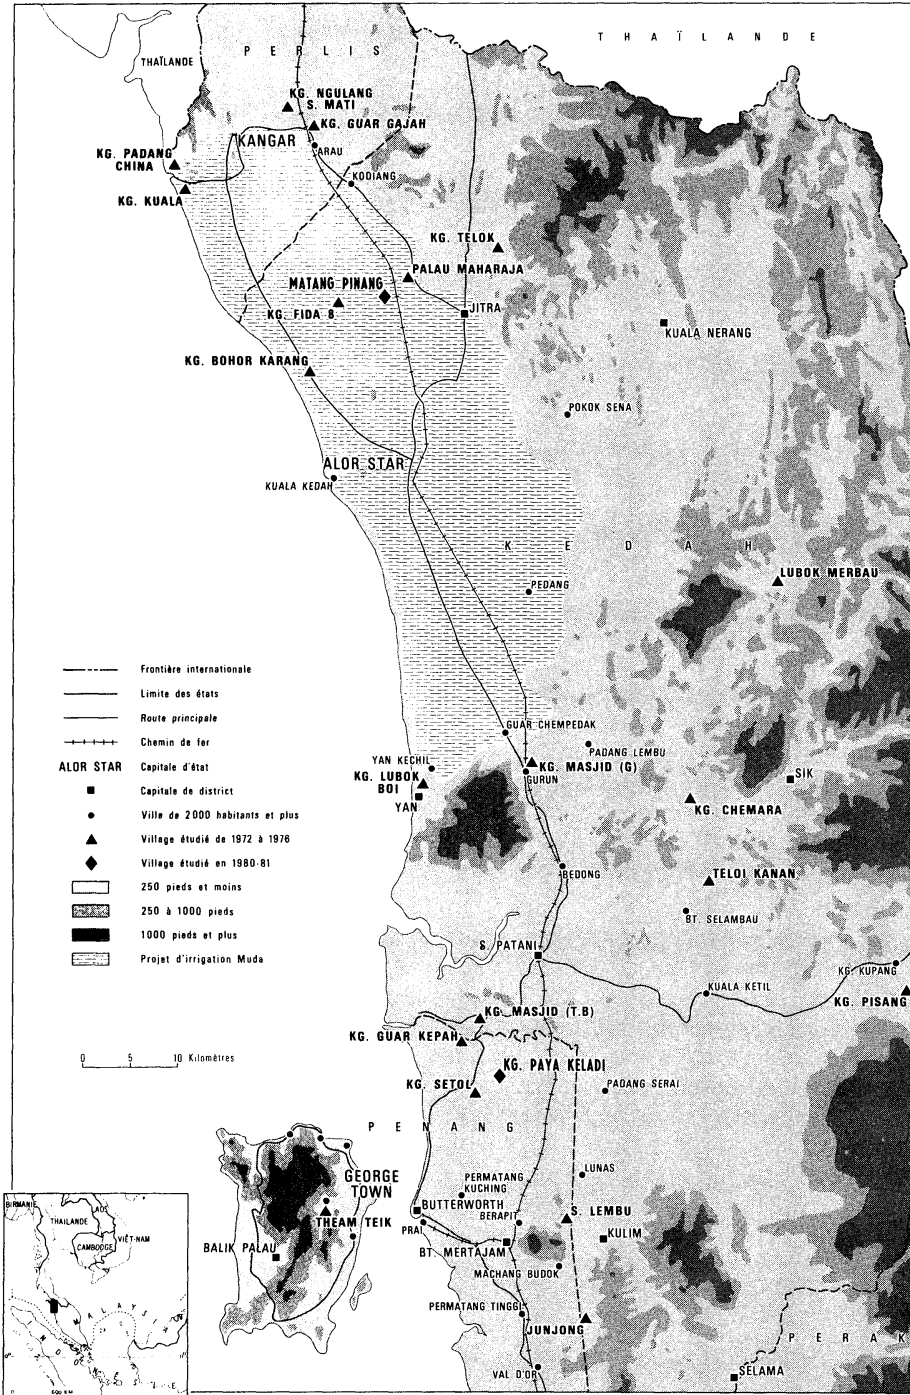 THAÏLANDE
PERLIS
THAÏLANDE
KG. NGULANG
S. MATI
KG. GUAR GAJAH
KANGAR
ARAU
KG. PADANG
CHINA
KODIANG
KG. KUALA
KG. TELOK
PALAU MAHARAJA
MATANG PINANG
KG. FIDA 8
JITRA
KUALA NERANG
KG. BOHOR KARANG
POKOK SENA
ALOR STAR
KUALA KEDAH
KEDAH
LUBOK MERBAU
PEDANG
Frontière internationale
Limite des états
Route principale
Chemin de fer
ALOR STAR Capitale d'état
Capitale de district
Ville de 2000 habitants et plus
Village étudié de 1972 à 1976
Village étudié en 1980-81
250 pieds et moins
250 à 1000 pieds
1000 pieds et plus
Projet d'irrigation Muda
GUAR CHEMPEDAK
PADANG LEMBU
YAN KECHIL
KG. MASJID (G)
GURUN
KG. LUBOK
BOI
YAN
SIK
KG. CHEMARA
BEDONG
TELOI KANAN
BT. SELAMBAU
S. PATANI
KG. KUPANG
KUALA KETIL
KG. PISANG
KG. MASJID (T.B)
KG. GUAR KEPAH
0 5 10 Kilomètres
KG. PAYA KELADI
KG. SETOL
PADANG SERAI
PENANG
LUNAS
GEORGE
TOWN
PERMATANG
KUCHING
BUTTERWORTH
BERAPIT
S. LEMBU
THEAM TEIK
PRAI
KULIM
BALIK PALAU
BT. MERTAJAM
MACHANG BUDOK
PERMATANG TINGGI
JUNJONG
PERAK
VAL D'OR
SELAMA
BIRMANIE
LAOS
THAILANDE
VIÊT-NAM
CAMBODGE
MALAYSIA
INDONESIE
0°
0 600 KM